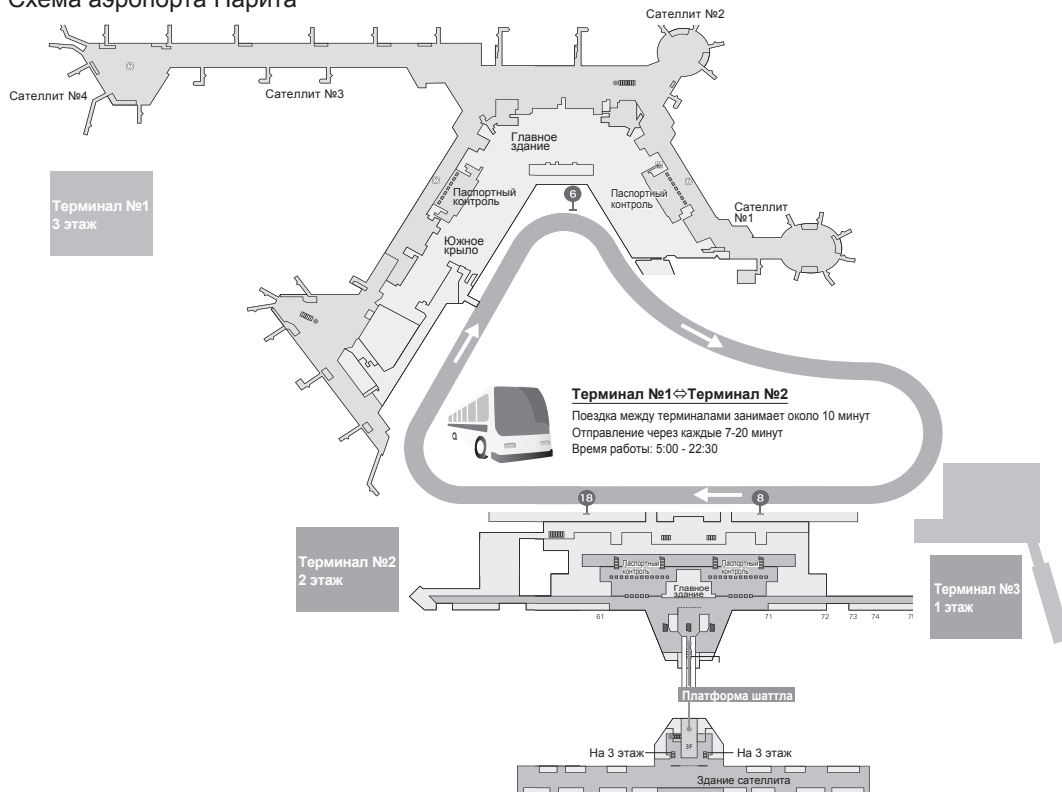 Схема аэропорта Нарита
Сателлит №2
Сателлит №4
Сателлит №3
Главное
здание
Терминал №1
3 этаж
Паспортный
контроль
6
Паспортный
контроль
Сателлит
№1
Южное
крыло
Терминал №1⇔Терминал №2
Поездка между терминалами занимает около 10 минут
Отправление через каждые 7-20 минут
Время работы: 5:00 - 22:30
18
8
Терминал №2
2 этаж
Паспортный
контроль
Паспортный
контроль
Главное
здание
Терминал №3
1 этаж
61
71
72
73
74
Платформа шаттла
3F
На 3 этаж
На 3 этаж
Здание сателлита